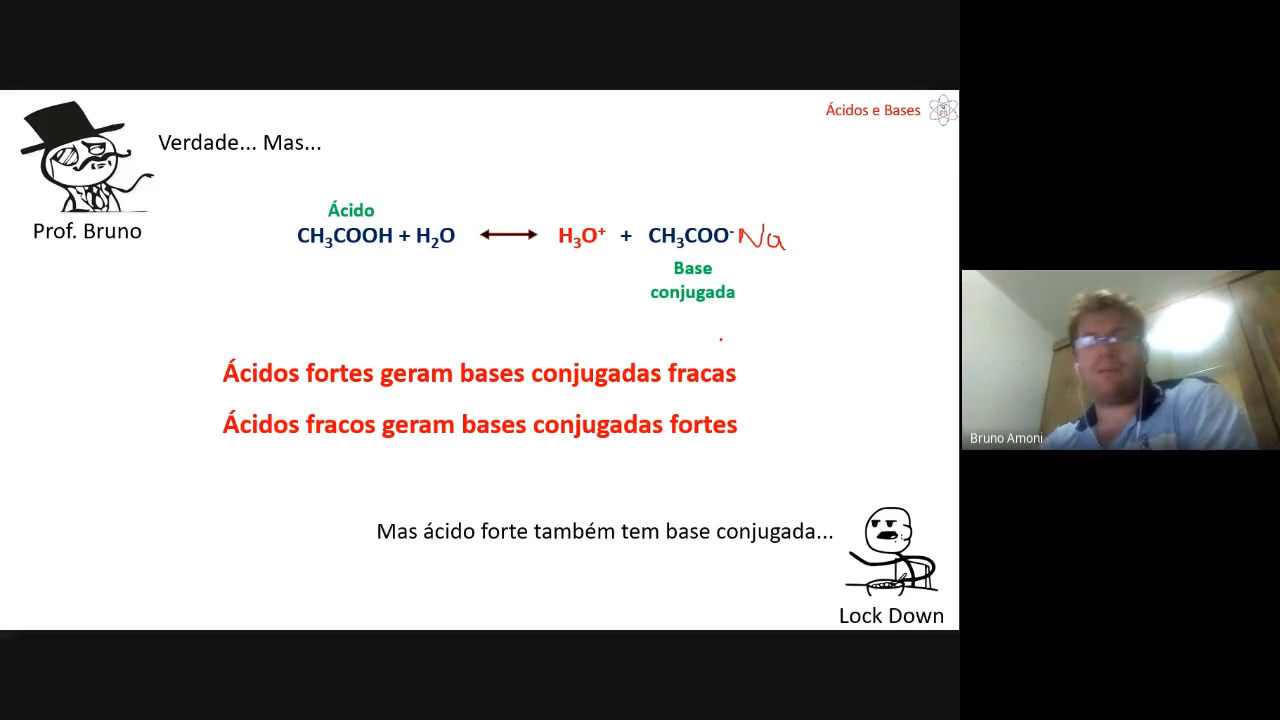 Ácidos e Bases
Verdade... Mas...
Prof. Bruno
Ácido
CH₃COOH + H₂O ⟷ H₃O⁺ + CH₃COO⁻ Na
Base
conjugada
Ácidos fortes geram bases conjugadas fracas
Ácidos fracos geram bases conjugadas fortes
Mas ácido forte também tem base conjugada...
Lock Down
Bruno Amoni